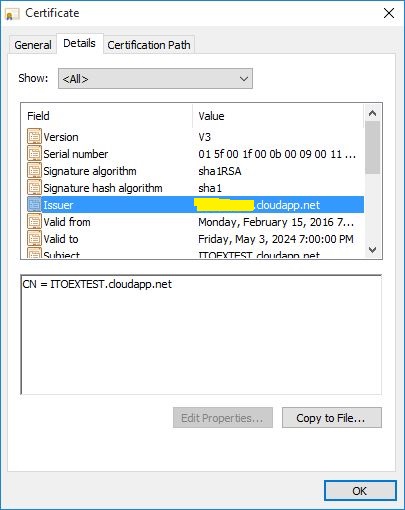 Certificate
General Details Certification Path
Show: <All>
Field Value
Version V3
Serial number 01 5f 00 1f 00 0b 00 09 00 11 ...
Signature algorithm sha1RSA
Signature hash algorithm sha1
Issuer .cloudapp.net
Valid from Monday, February 15, 2016 7...
Valid to Friday, May 3, 2024 7:00:00 PM
Subject ITOEXTEST.cloudapp.net
CN = ITOEXTEST.cloudapp.net
Edit Properties... Copy to File...
OK